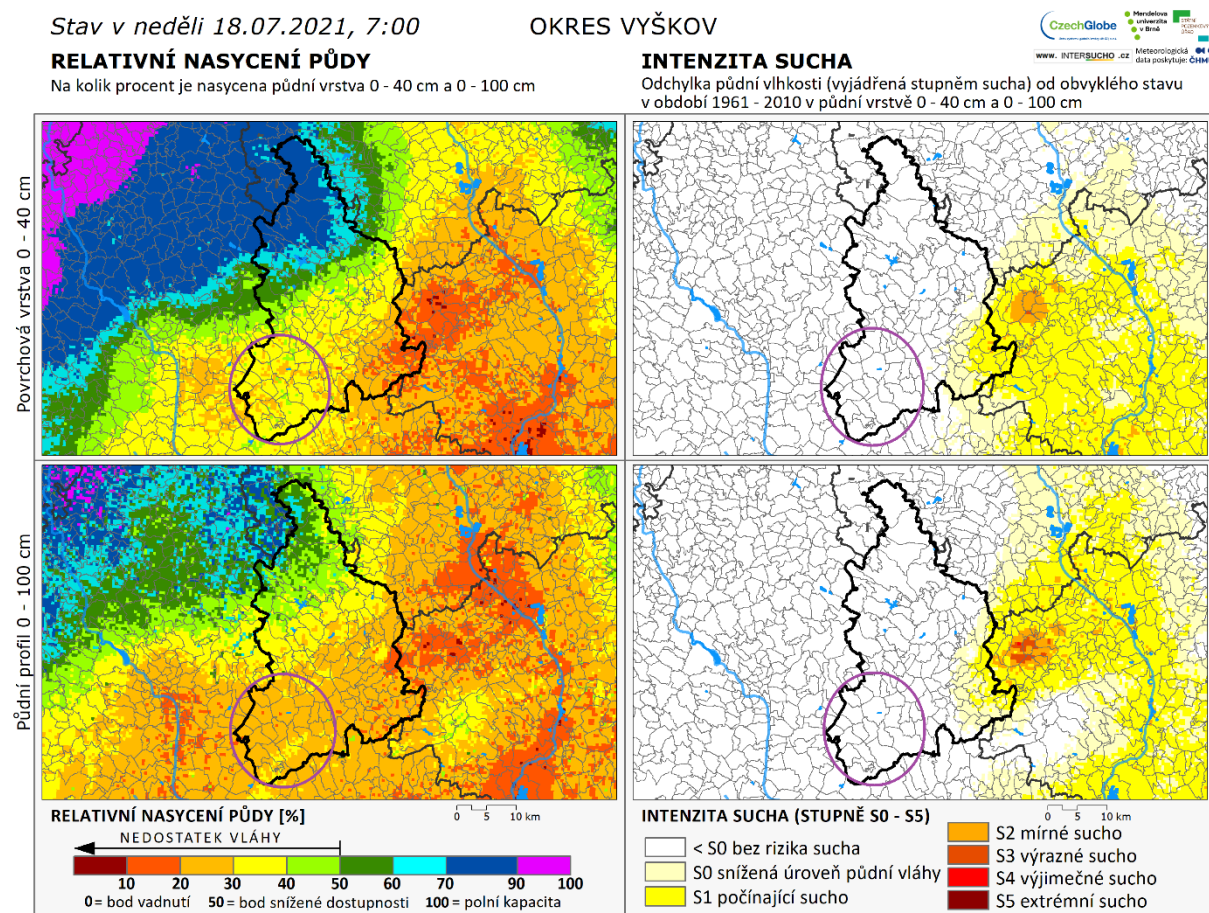 Stav v neděli 18.07.2021, 7:00
OKRES VYŠKOV
CzechGlobe
Mendelova
univerzita
v Brně
www. INTERSUCHO .cz
Meteorologická
data poskytuje:
RELATIVNÍ NASYCENÍ PŮDY
Na kolik procent je nasycena půdní vrstva 0 - 40 cm a 0 - 100 cm
INTENZITA SUCHA
Odchylka půdní vlhkosti (vyjádřená stupněm sucha) od obvyklého stavu
v období 1961 - 2010 v půdní vrstvě 0 - 40 cm a 0 - 100 cm
Povrchová vrstva 0 - 40 cm
Půdní profil 0 - 100 cm
RELATIVNÍ NASYCENÍ PŮDY [%]
0 5 10 km
NEDOSTATEK VLÁHY
10 20 30 40 50 60 70 90 100
0 = bod vadnutí 50 = bod snížené dostupnosti 100 = polní kapacita
INTENZITA SUCHA (STUPNĚ S0 - S5)
0 5 10 km
< S0 bez rizika sucha
S0 snížená úroveň půdní vláhy
S1 počínající sucho
S2 mírné sucho
S3 výrazné sucho
S4 výjimečné sucho
S5 extrémní sucho